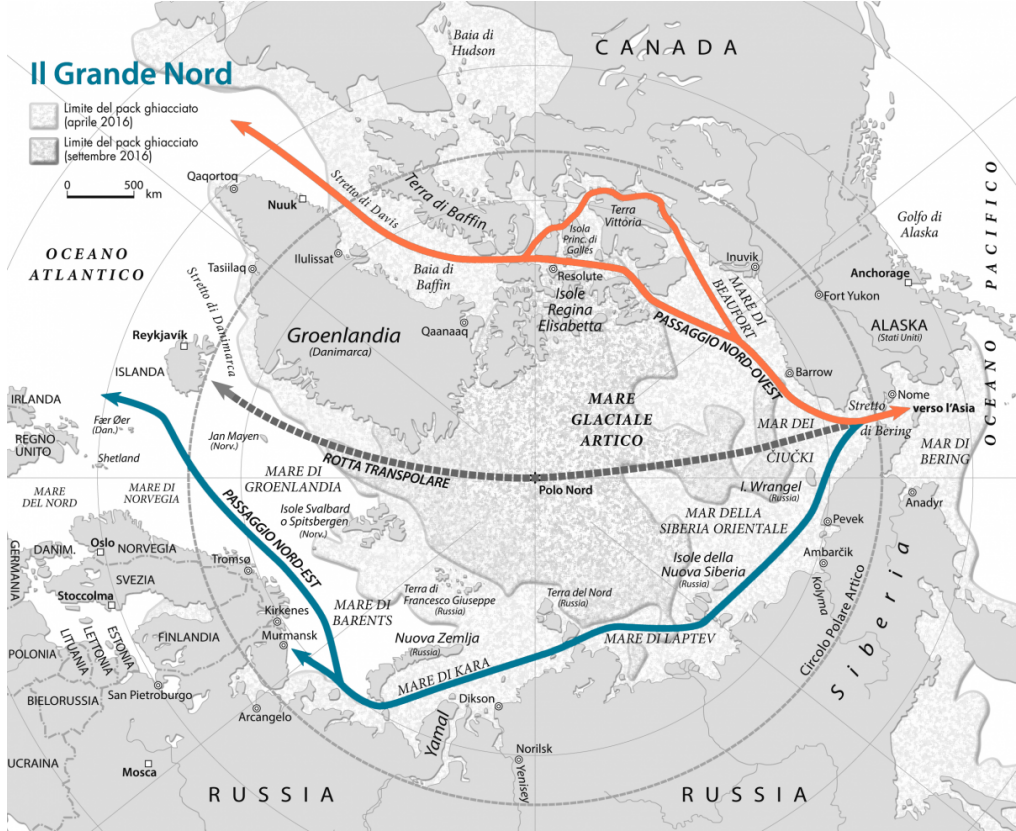 Il Grande Nord
Limite del pack ghiacciato
(aprile 2016)
Limite del pack ghiacciato
(settembre 2016)
0 500
km
Baia di
Hudson
CANADA
Qaqortoq
Nuuk
Stretto di Davis
Terra di Baffin
OCEANO
ATLANTICO
Tasiilaq
Ilulissat
Baia di
Baffin
Stretto di Danimarca
Groenlandia
(Danimarca)
Qaanaaq
Isola
Princ. di
Galles
Terra
Vittoria
Resolute
Isole
Regina
Elisabetta
Inuvik
MARE DI
BEAUFORT
PASSAGGIO NORD-OVEST
Golfo di
Alaska
Anchorage
Fort Yukon
ALASKA
(Stati Uniti)
OCEANO PACIFICO
Barrow
Nome
verso l'Asia
Stretto
di Bering
MAR DI
BERING
Anadyr
Reykjavík
ISLANDA
IRLANDA
REGNO
UNITO
Fær Øer
(Dan.)
Shetland
Jan Mayen
(Norv.)
MARE
GLACIALE
ARTICO
MAR DEI
ČIUČKI
ROTTA TRANSPOLARE
Polo Nord
I. Wrangel
(Russia)
MARE
DEL NORD
MARE DI
NORVEGIA
MARE DI
GROENLANDIA
PASSAGGIO NORD-EST
Isole Svalbard
o Spitsbergen
(Norv.)
MAR DELLA
SIBERIA ORIENTALE
Pevek
Ambarčik
Kolyma
Circolo Polare Artico
Siberia
GERMANIA
DANIM.
Oslo
NORVEGIA
SVEZIA
Stoccolma
Tromsø
Kirkenes
Murmansk
FINLANDIA
ESTONIA
LETTONIA
LITUANIA
POLONIA
BIELORUSSIA
San Pietroburgo
UCRAINA
Mosca
Arcangelo
MARE DI
BARENTS
Terra di
Francesco Giuseppe
(Russia)
Nuova Zemlja
(Russia)
Terra del Nord
(Russia)
Isole della
Nuova Siberia
(Russia)
MARE DI LAPTEV
MARE DI KARA
Dikson
Yamal
Norilsk
Yenisey
RUSSIA
RUSSIA